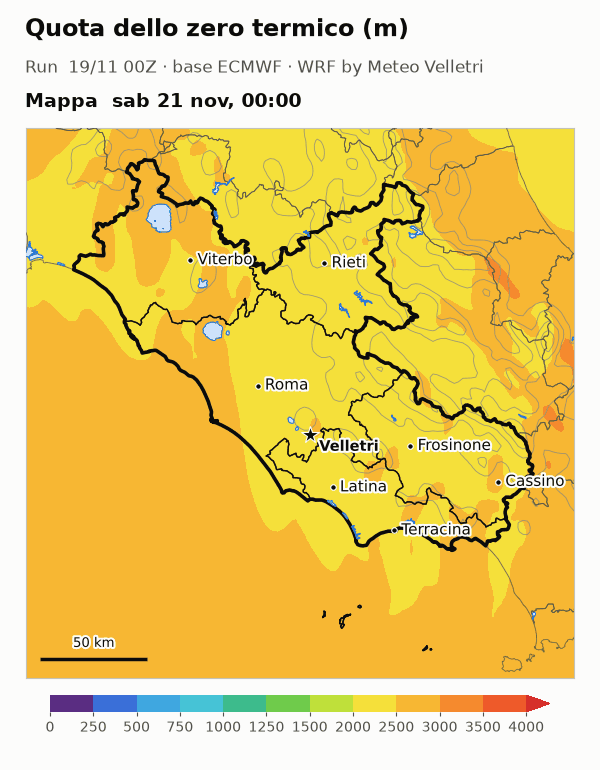 Quota dello zero termico (m)
Run 19/11 00Z · base ECMWF · WRF by Meteo Velletri
Mappa sab 21 nov, 00:00
Viterbo
Rieti
Roma
Velletri
Frosinone
Cassino
Latina
Terracina
50 km
0 250 500 750 1000 1250 1500 2000 2500 3000 3500 4000